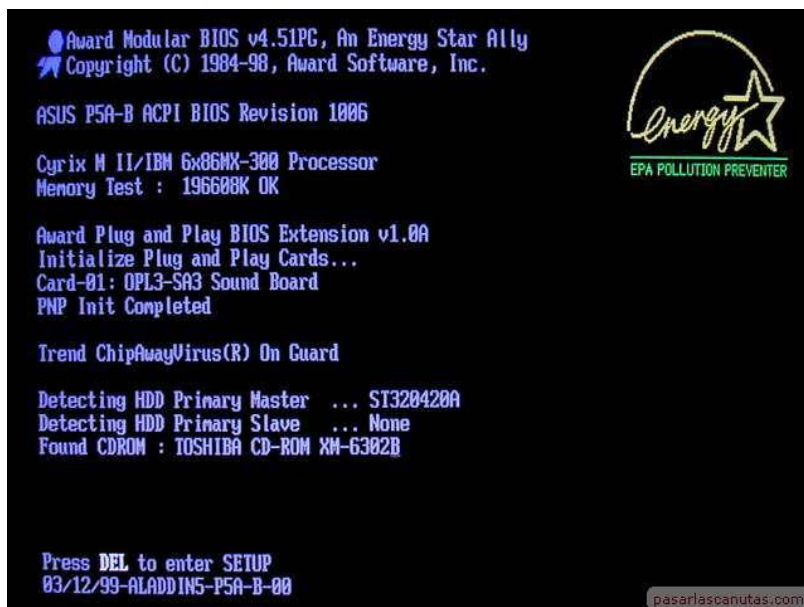 Award Modular BIOS v4.51PG, An Energy Star Ally
Copyright (C) 1984-98, Award Software, Inc.
ASUS P5A-B ACPI BIOS Revision 1006
energy
EPA POLLUTION PREVENTER
Cyrix M II/IBM 6x86MX-300 Processor
Memory Test :  196608K OK
Award Plug and Play BIOS Extension v1.0A
Initialize Plug and Play Cards...
Card-01: OPL3-SA3 Sound Board
PNP Init Completed
Trend ChipAwayVirus(R) On Guard
Detecting HDD Primary Master  ... ST320420A
Detecting HDD Primary Slave   ... None
Found CDROM : TOSHIBA CD-ROM XM-6302B
Press DEL to enter SETUP
03/12/99-ALADDIN5-P5A-B-00
pasarlascanutas.com